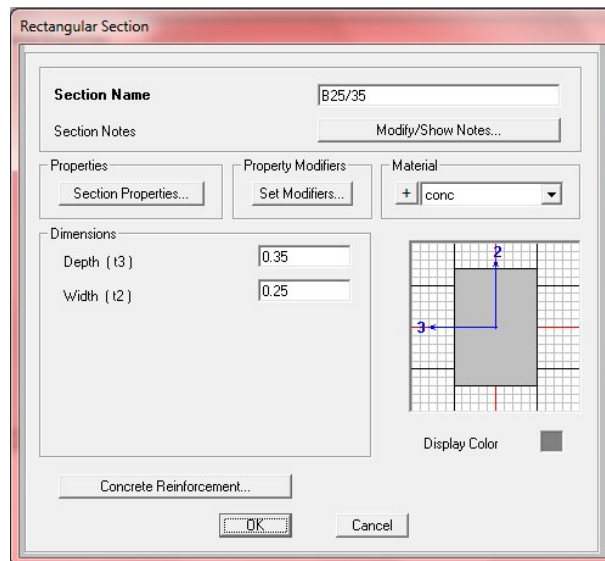 Rectangular Section
Section Name
B25/35
Section Notes
Modify/Show Notes...
Properties
Section Properties...
Property Modifiers
Set Modifiers...
Material
+
conc
Dimensions
Depth ( t3 )
0.35
Width ( t2 )
0.25
2
3
Display Color
Concrete Reinforcement...
OK
Cancel